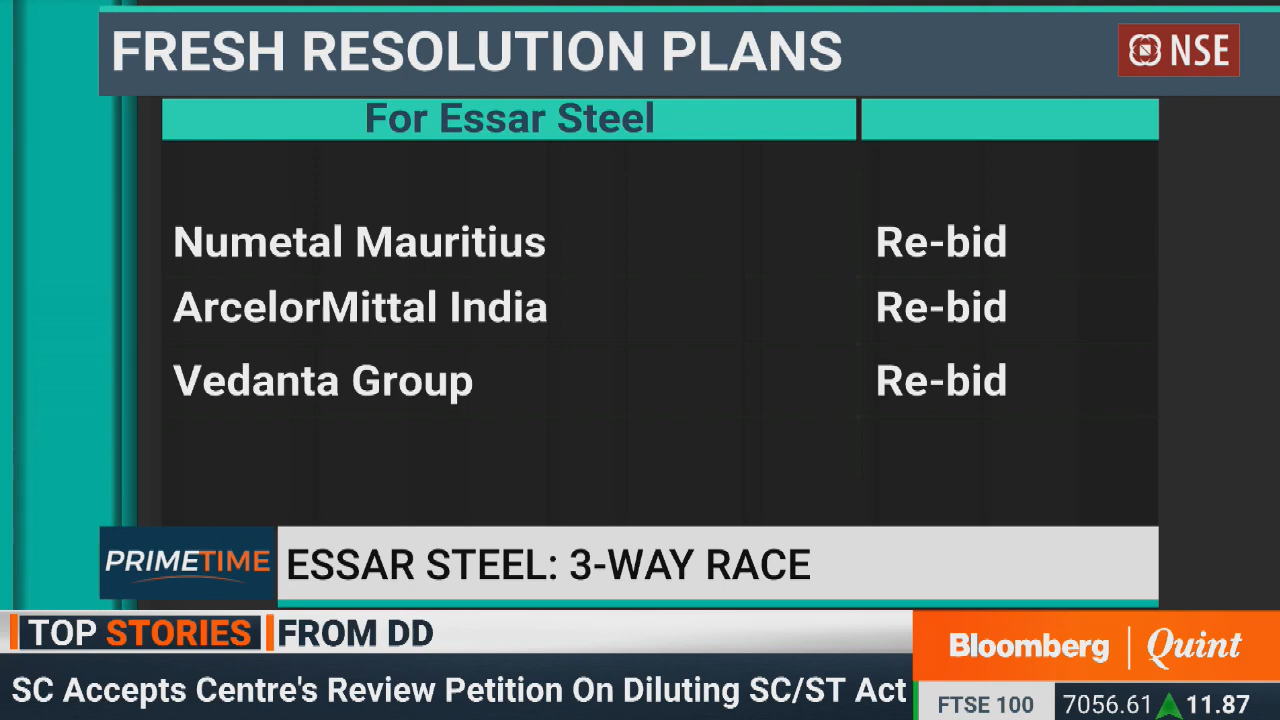 FRESH RESOLUTION PLANS
NSE
For Essar Steel
Numetal Mauritius Re-bid
ArcelorMittal India Re-bid
Vedanta Group Re-bid
PRIMETIME ESSAR STEEL: 3-WAY RACE
TOP STORIES FROM DD
Bloomberg | Quint
SC Accepts Centre's Review Petition On Diluting SC/ST Act
FTSE 100 7056.61 ▲ 11.87